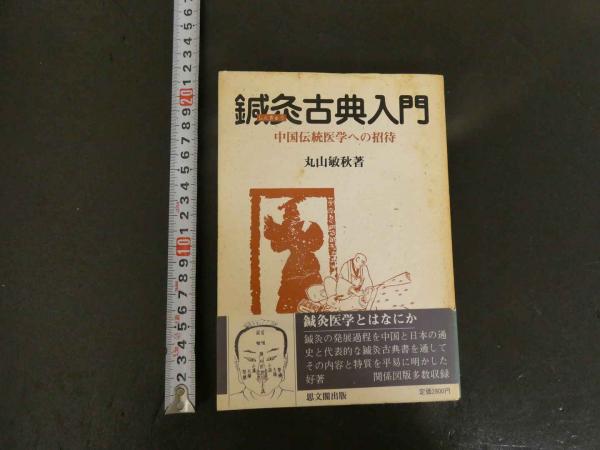 鍼灸古典入門
しんきゅう
中国伝統医学への招待
丸山敏秋著
鍼灸医学とはなにか
鍼灸の発展過程を中国と日本の通
史と代表的な鍼灸古典書を通して
その内容と特質を平易に明かした
好著 関係図版多数収録
思文閣出版 定価2800円